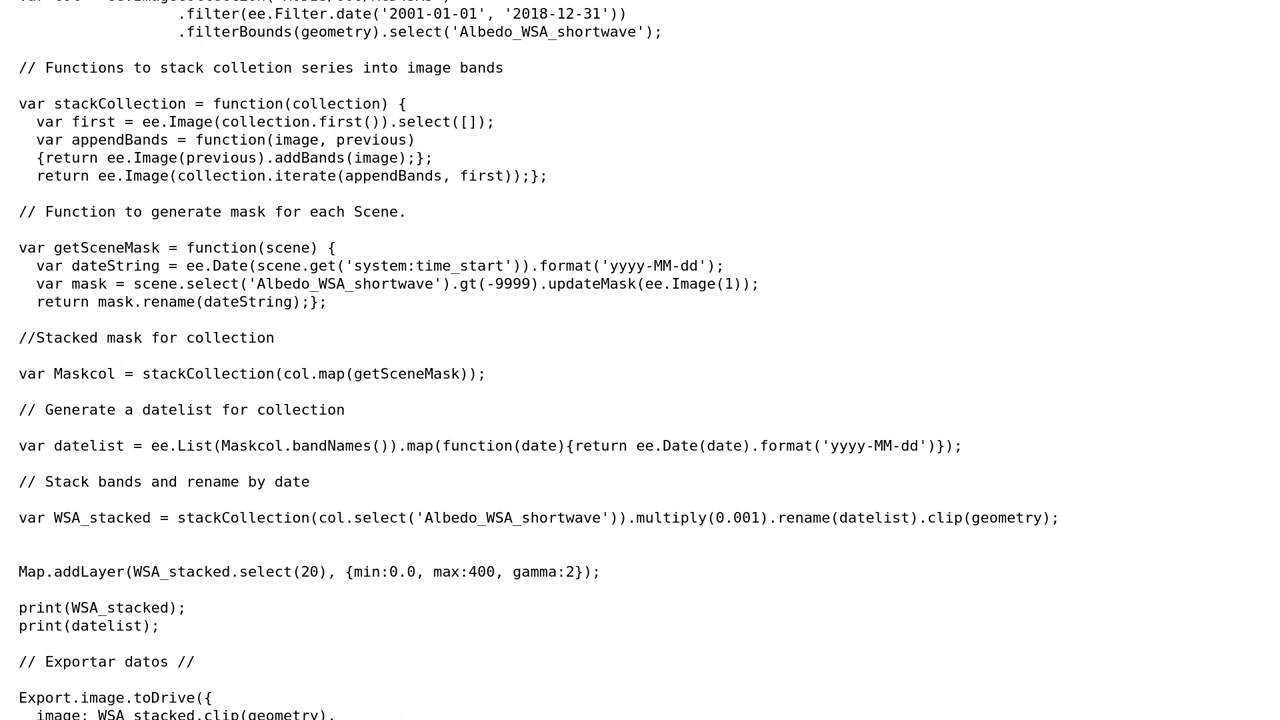 .filter(ee.Filter.date('2001-01-01', '2018-12-31'))
.filterBounds(geometry).select('Albedo_WSA_shortwave');
// Functions to stack colletion series into image bands
var stackCollection = function(collection) {
var first = ee.Image(collection.first()).select([]);
var appendBands = function(image, previous)
{return ee.Image(previous).addBands(image);};
return ee.Image(collection.iterate(appendBands, first));};
// Function to generate mask for each Scene.
var getSceneMask = function(scene) {
var dateString = ee.Date(scene.get('system:time_start')).format('yyyy-MM-dd');
var mask = scene.select('Albedo_WSA_shortwave').gt(-9999).updateMask(ee.Image(1));
return mask.rename(dateString);};
//Stacked mask for collection
var Maskcol = stackCollection(col.map(getSceneMask));
// Generate a datelist for collection
var datelist = ee.List(Maskcol.bandNames()).map(function(date){return ee.Date(date).format('yyyy-MM-dd')});
// Stack bands and rename by date
var WSA_stacked = stackCollection(col.select('Albedo_WSA_shortwave')).multiply(0.001).rename(datelist).clip(geometry);
Map.addLayer(WSA_stacked.select(20), {min:0.0, max:400, gamma:2});
print(WSA_stacked);
print(datelist);
// Exportar datos //
Export.image.toDrive({
image: WSA_stacked.clip(geometry),